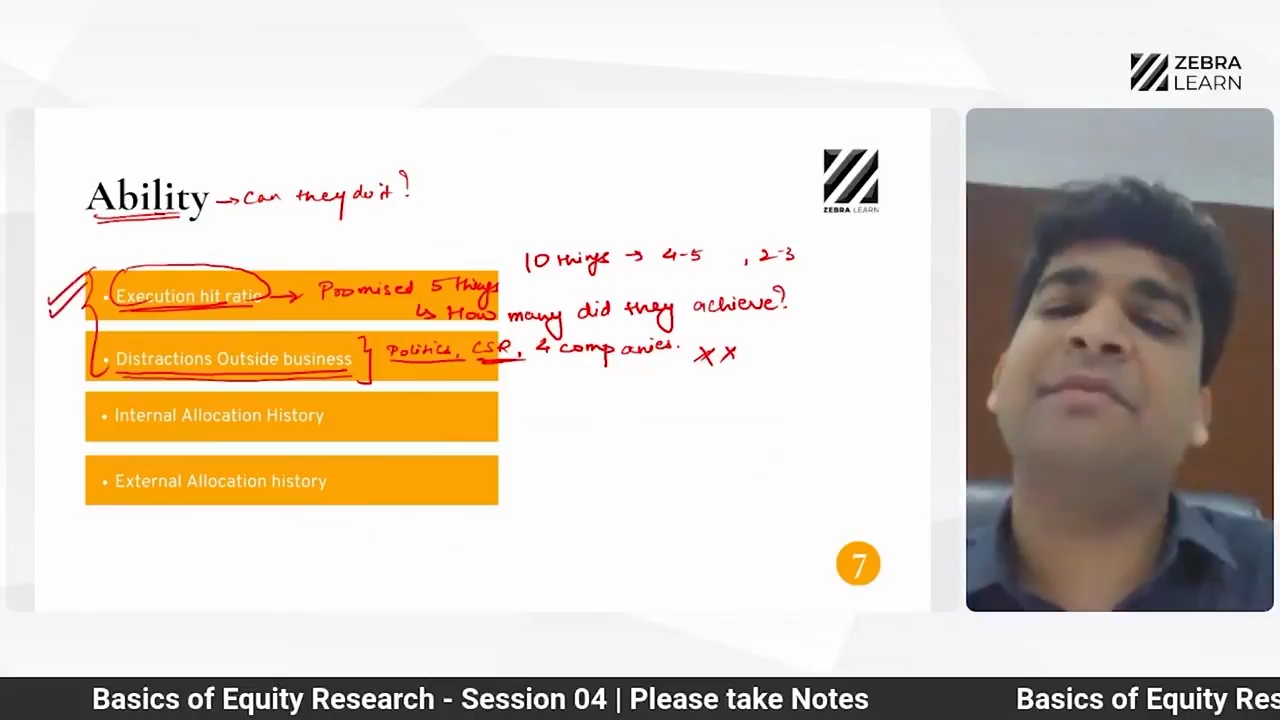 ZEBRA
LEARN
Ability → can they do it?
ZEBRA LEARN
10 things → 4-5 , 2-3
• Execution hit ratio → Promised 5 things
↳ How many did they achieve?
• Distractions Outside business } Politics, CSR, 4 companies. XX
• Internal Allocation History
• External Allocation history
7
Basics of Equity Research - Session 04 | Please take Notes
Basics of Equity Res